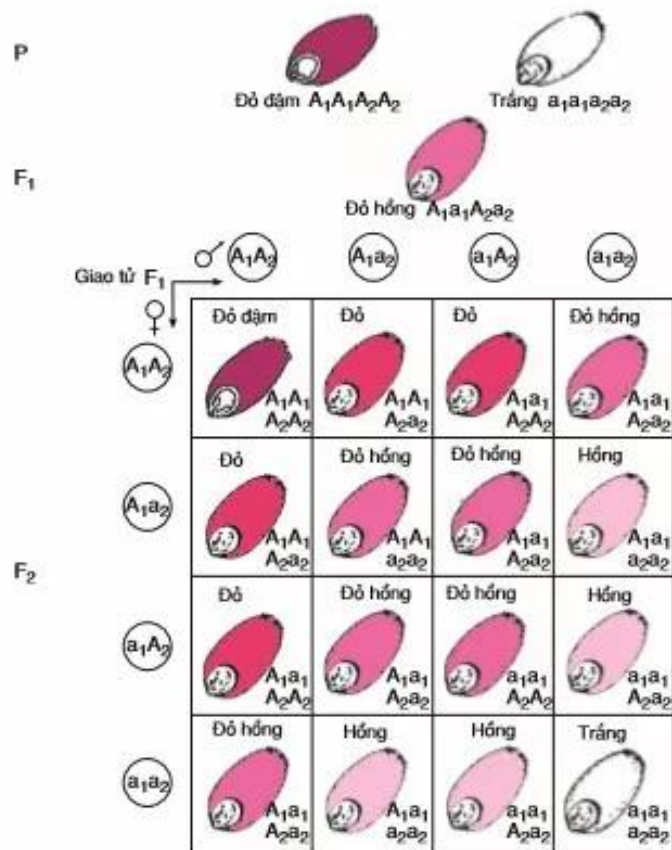 P
Đỏ đậm A₁A₁A₂A₂
Trắng a₁a₁a₂a₂
F₁
Đỏ hồng A₁a₁A₂a₂
♂ A₁A₂ A₁a₂ a₁A₂ a₁a₂
Giao tử F₁
♀
Đỏ đậm Đỏ Đỏ Đỏ hồng
A₁A₂
A₁A₁ A₁A₁ A₁a₁ A₁a₁
A₂A₂ A₂a₂ A₂A₂ A₂a₂
Đỏ Đỏ hồng Đỏ hồng Hồng
A₁a₂
A₁A₁ A₁A₁ A₁a₁ A₁a₁
A₂a₂ a₂a₂ A₂a₂ a₂a₂
F₂
Đỏ Đỏ hồng Đỏ hồng Hồng
a₁A₂
A₁a₁ A₁a₁ a₁a₁ a₁a₁
A₂A₂ A₂a₂ A₂A₂ A₂a₂
Đỏ hồng Hồng Hồng Trắng
a₁a₂
A₁a₁ A₁a₁ a₁a₁ a₁a₁
A₂a₂ a₂a₂ A₂a₂ a₂a₂